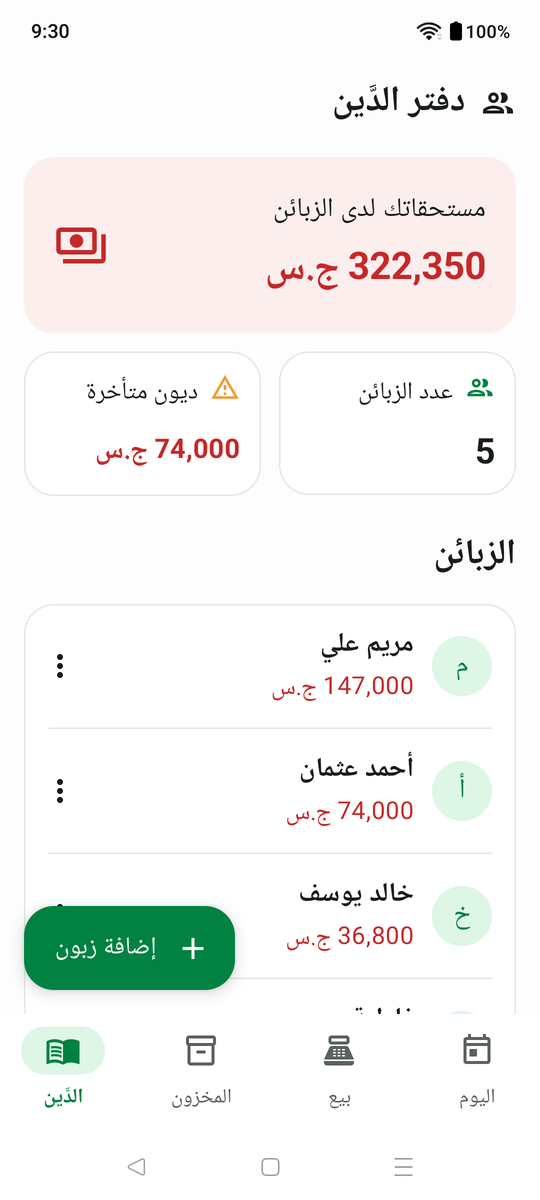 9:30
100%
دفتر الدَّين
مستحقاتك لدى الزبائن
322,350 ج.س
عدد الزبائن
5
ديون متأخرة
74,000 ج.س
الزبائن
م
مريم علي
147,000 ج.س
أ
أحمد عثمان
74,000 ج.س
خ
خالد يوسف
36,800 ج.س
إضافة زبون
اليوم
بيع
المخزون
الدَّين